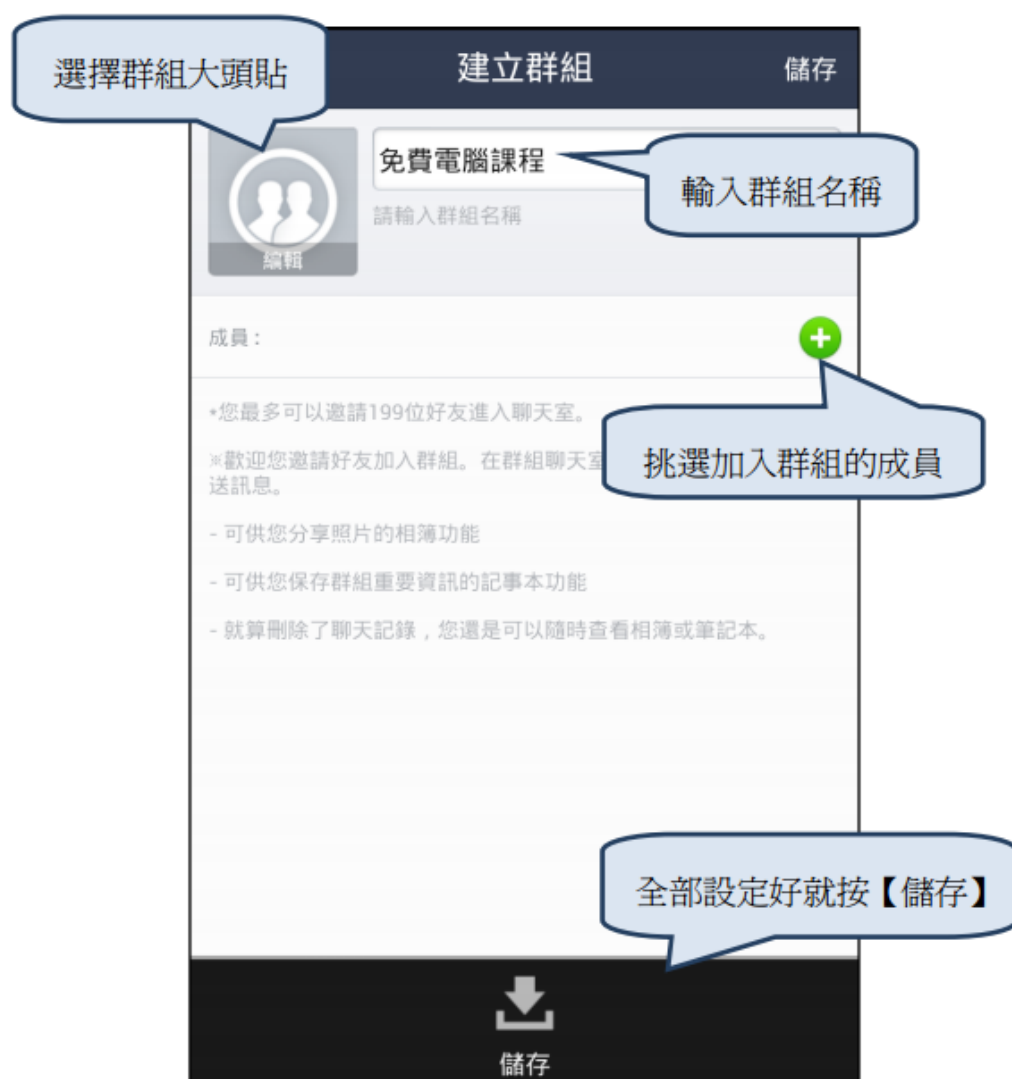 選擇群組大頭貼
建立群組
儲存
免費電腦課程
輸入群組名稱
請輸入群組名稱
編輯
成員：
*您最多可以邀請199位好友進入聊天室。
※歡迎您邀請好友加入群組。在群組聊天室
挑選加入群組的成員
送訊息。
- 可供您分享照片的相簿功能
- 可供您保存群組重要資訊的記事本功能
- 就算刪除了聊天記錄，您還是可以隨時查看相簿或筆記本。
全部設定好就按【儲存】
儲存